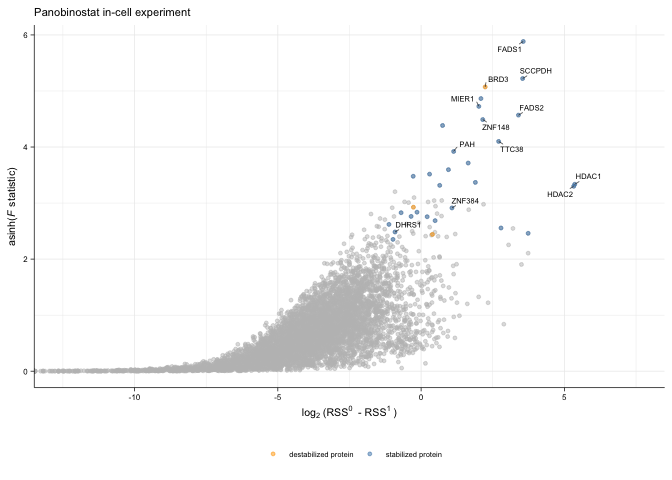 Panobinostat in-cell experiment
6
FADS1
SCCPDH
BRD3
MIER1
FADS2
ZNF148
PAH
TTC38
4
HDAC1
HDAC2
ZNF384
DHRS1
2
0
asinh(F statistic)
-10
-5
0
5
log₂ (RSS⁰ - RSS¹ )
destabilized protein
stabilized protein